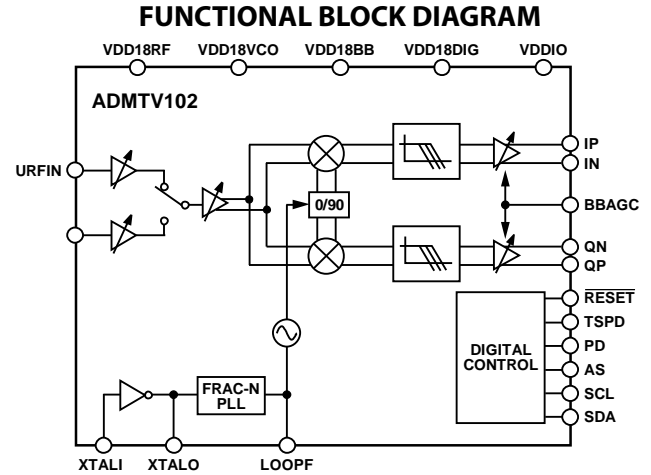 FUNCTIONAL BLOCK DIAGRAM
VDD18RF VDD18VCO VDD18BB VDD18DIG VDDIO
ADMTV102
URFIN
0/90
IP
IN
BBAGC
QN
QP
RESET
TSPD
PD
AS
SCL
SDA
DIGITAL
CONTROL
FRAC-N
PLL
XTALI XTALO LOOPF